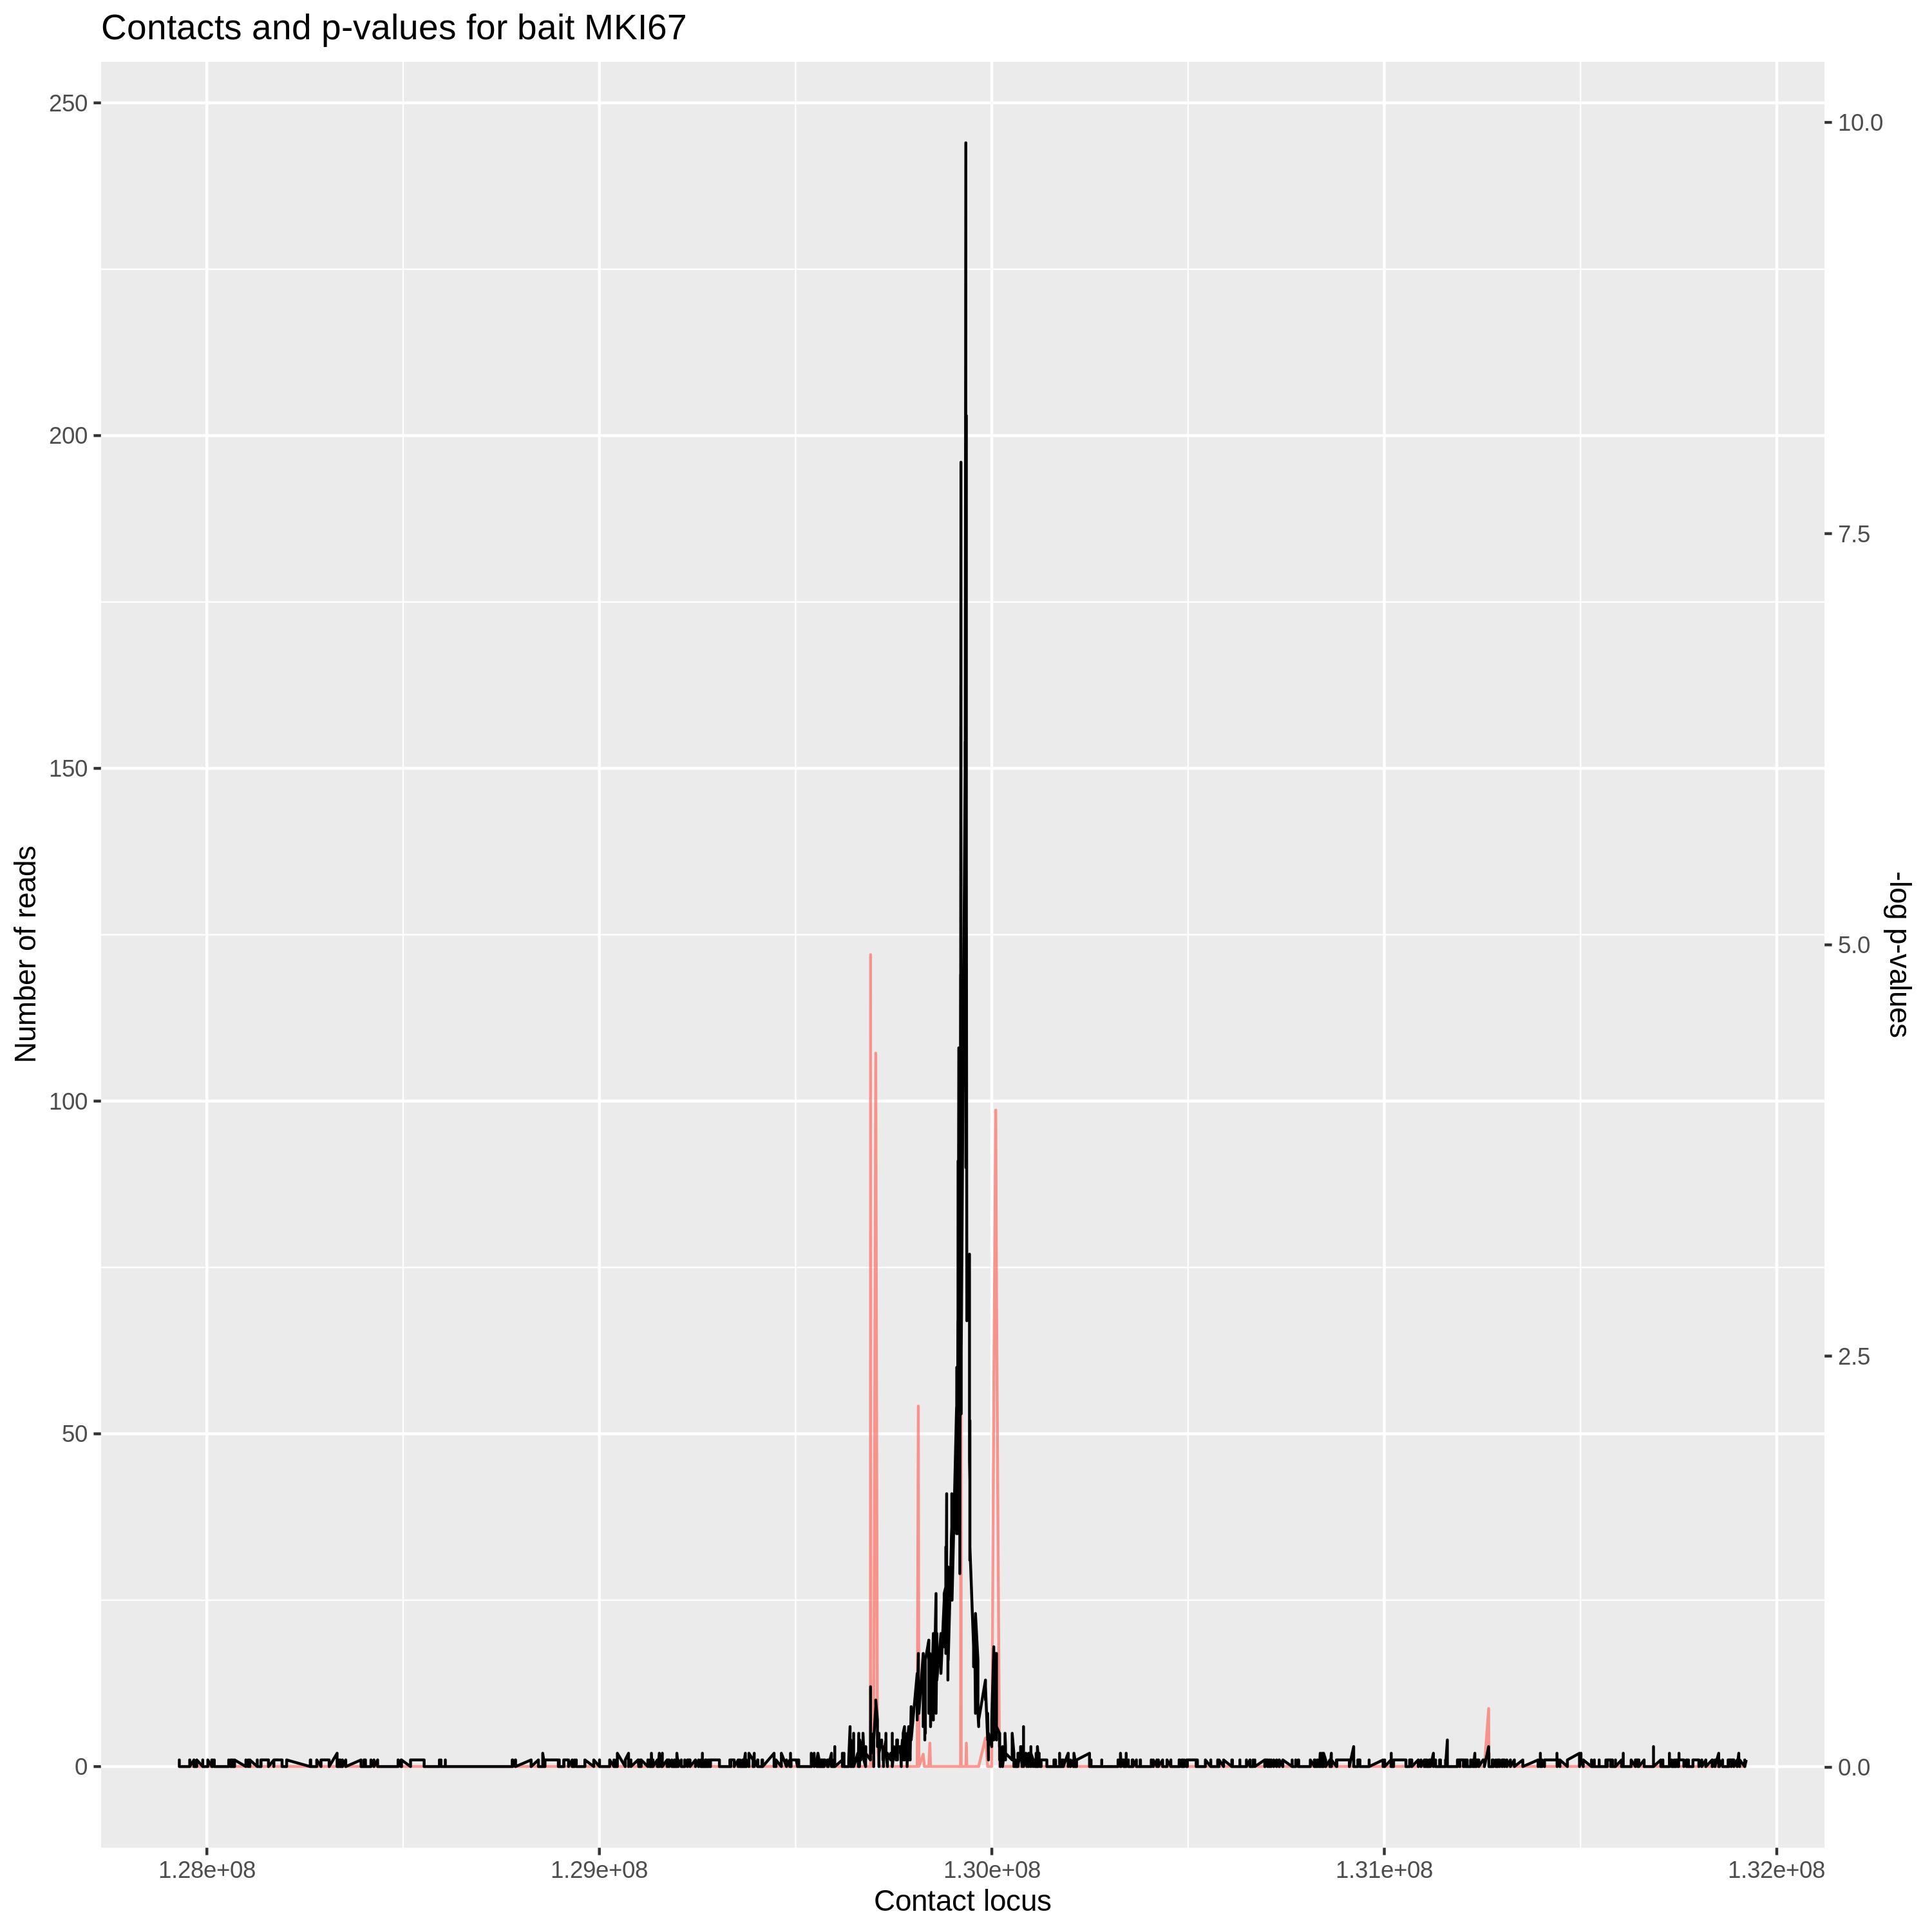 Contacts and p-values for bait MKI67
250
200
150
100
50
0
Number of reads
10.0
7.5
5.0
2.5
0.0
-log p-values
1.28e+08
1.29e+08
1.30e+08
1.31e+08
1.32e+08
Contact locus